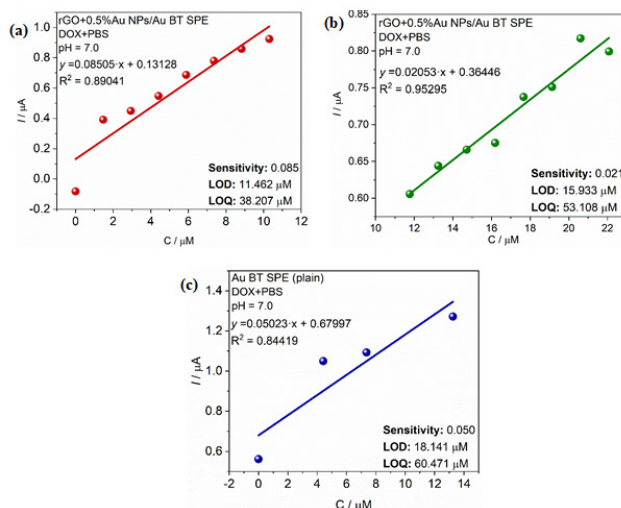 (a)
rGO+0.5%Au NPs/Au BT SPE
DOX+PBS
pH = 7.0
y=0.08505·x + 0.13128
R² = 0.89041
Sensitivity: 0.085
LOD: 11.462 μM
LOQ: 38.207 μM
1.0
0.8
0.6
0.4
0.2
0.0
-0.2
I / μA
0 2 4 6 8 10 12
C / μM
(b)
rGO+0.5%Au NPs/Au BT SPE
DOX+PBS
pH = 7.0
y=0.02053·x + 0.36446
R² = 0.95295
Sensitivity: 0.021
LOD: 15.933 μM
LOQ: 53.108 μM
0.85
0.80
0.75
0.70
0.65
0.60
I / μA
10 12 14 16 18 20 22
C / μM
(c)
Au BT SPE (plain)
DOX+PBS
pH = 7.0
y=0.05023·x + 0.67997
R² = 0.84419
Sensitivity: 0.050
LOD: 18.141 μM
LOQ: 60.471 μM
1.4
1.2
1.0
0.8
0.6
I / μA
-2 0 2 4 6 8 10 12 14
C / μM